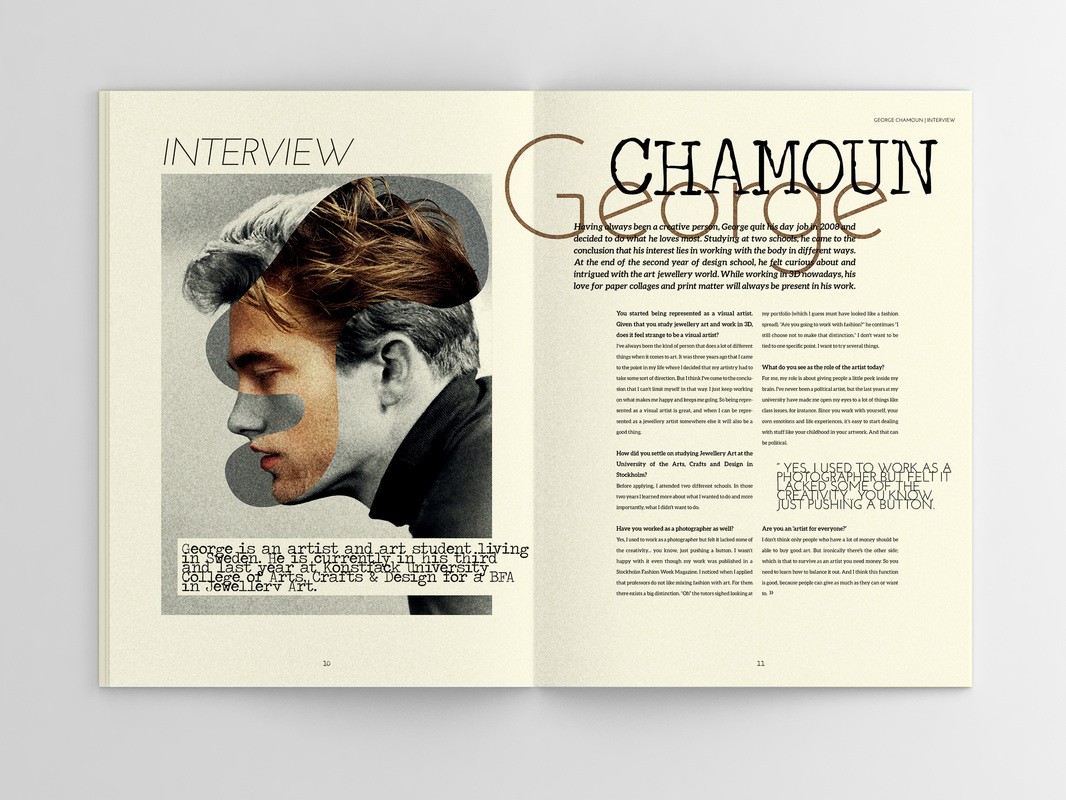 INTERVIEW
George is an artist and art student living
in Sweden. He is currently in his third
and last year at Konstfack University
College of Arts, Crafts & Design for a BFA
in Jewellery Art.
10
GEORGE CHAMOUN | INTERVIEW
CHAMOUN
George
Having always been a creative person, George quit his day job in 2008 and
decided to do what he loves most. Studying at two schools, he came to the
conclusion that his interest lies in working with the body in different ways.
At the end of the second year of design school, he felt curious about and
intrigued with the art jewellery world. While working in 3D nowadays, his
love for paper collages and print matter will always be present in his work.
You started being represented as a visual artist.
Given that you study jewellery art and work in 3D,
does it feel strange to be a visual artist?
I've always been the kind of person that does a lot of different
things when it comes to art. It was three years ago that I came
to the point in my life where I decided that my artistry had to
take some sort of direction. But I think I've come to the conclu-
sion that I can't limit myself in that way. I just keep working
on what makes me happy and keeps me going. So being repre-
sented as a visual artist is great, and when I can be repre-
sented as a jewellery artist somewhere else it will also be a
good thing.
How did you settle on studying Jewellery Art at the
University of the Arts, Crafts and Design in
Stockholm?
Before applying, I attended two different schools. In those
two years I learned more about what I wanted to do and more
importantly, what I didn't want to do.
Have you worked as a photographer as well?
Yes, I used to work as a photographer but felt it lacked some of
the creativity... you know, just pushing a button. I wasn't
happy with it even though my work was published in a
Stockholm Fashion Week Magazine. I noticed when I applied
that professors do not like mixing fashion with art. For them
there exists a big distinction. "Oh" the tutors sighed looking at
my portfolio (which I guess must have looked like a fashion
spread). "Are you going to work with fashion?" he continues "I
still choose not to make that distinction." I don't want to be
tied to one specific point. I want to try several things.
What do you see as the role of the artist today?
For me, my role is about giving people a little peek inside my
brain. I've never been a political artist, but the last years at my
university have made me open my eyes to a lot of things like
class issues, for instance. Since you work with yourself, your
own emotions and life experiences, it's easy to start dealing
with stuff like your childhood in your artwork. And that can
be political.
" YES, I USED TO WORK AS A
PHOTOGRAPHER BUT FELT IT
LACKED SOME OF THE
CREATIVITY... YOU KNOW,
JUST PUSHING A BUTTON.
Are you an 'artist for everyone?'
I don't think only people who have a lot of money should be
able to buy good art. But ironically there's the other side;
which is that to survive as an artist you need money. So you
need to learn how to balance it out. And I think this function
is good, because people can give as much as they can or want
to. »
11